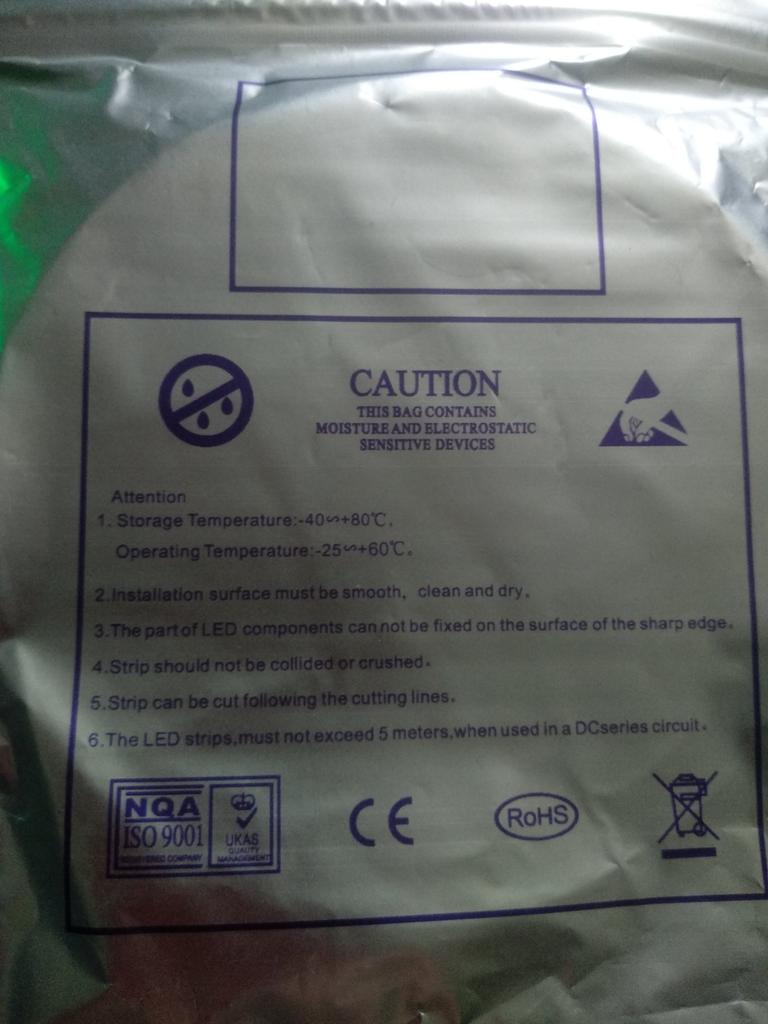 CAUTION
THIS BAG CONTAINS
MOISTURE AND ELECTROSTATIC
SENSITIVE DEVICES
Attention
1. Storage Temperature:-40∽+80℃。
Operating Temperature:-25∽+60℃。
2.Installation surface must be smooth, clean and dry。
3.The part of LED components can not be fixed on the surface of the sharp edge。
4.Strip should not be collided or crushed。
5.Strip can be cut following the cutting lines。
6.The LED strips,must not exceed 5 meters,when used in a DCseries circuit。
NQA
ISO 9001
REGISTERED COMPANY
UKAS
QUALITY
MANAGEMENT
CE
RoHS